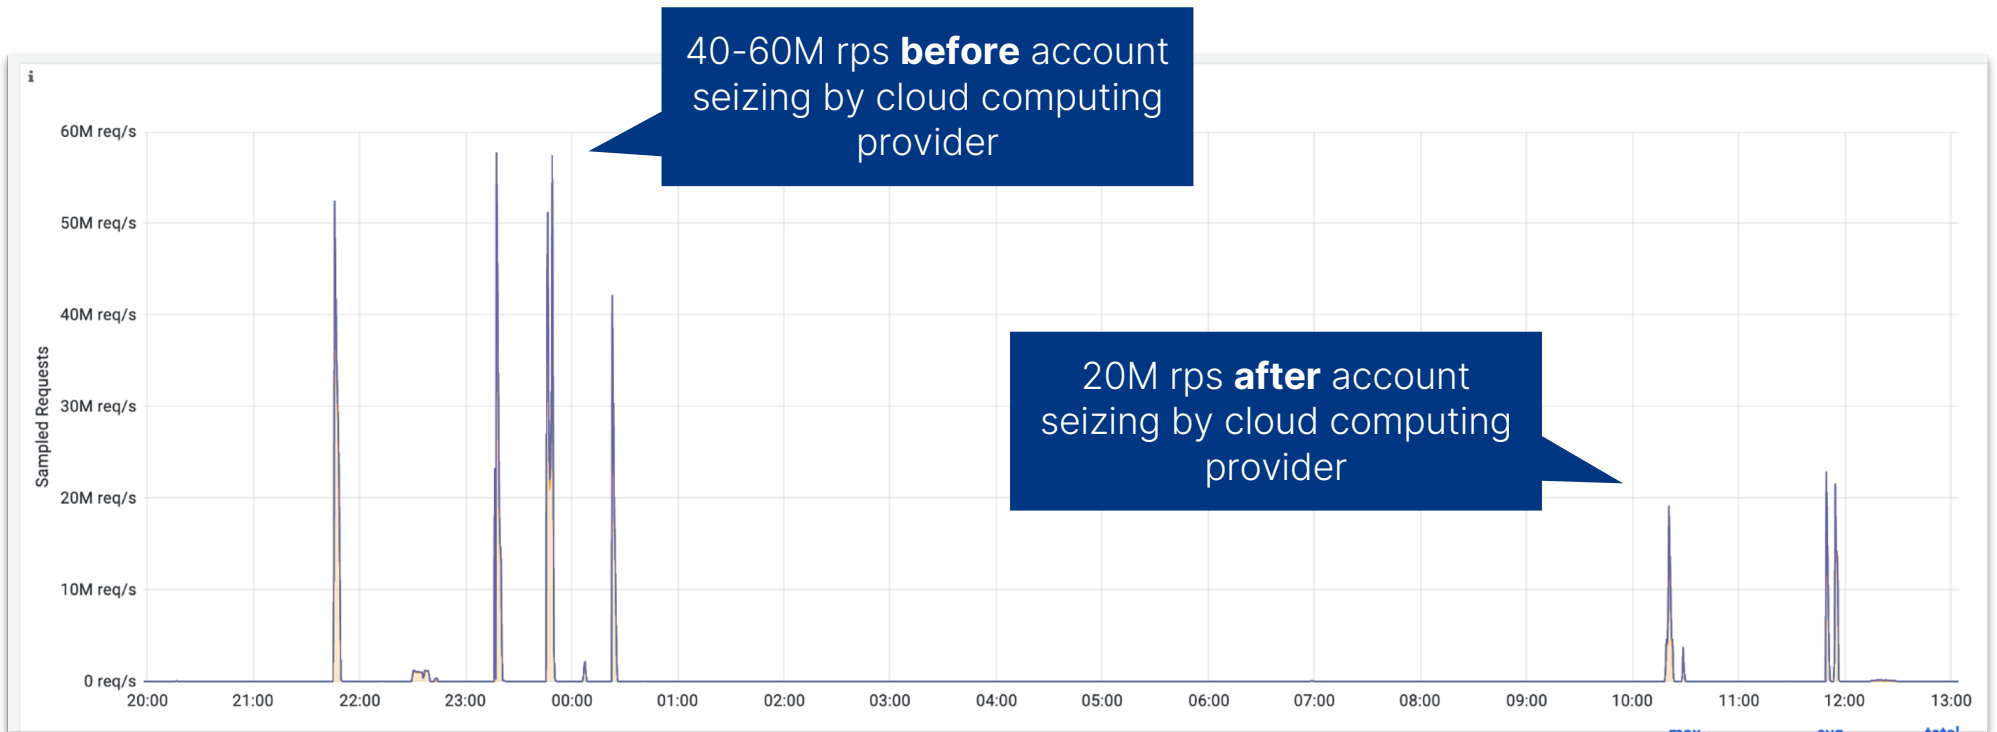 40-60M rps before account
seizing by cloud computing
provider
i
60M req/s
50M req/s
40M req/s
30M req/s
20M req/s
10M req/s
0 req/s
Sampled Requests
20M rps after account
seizing by cloud computing
provider
20:00 21:00 22:00 23:00 00:00 01:00 02:00 03:00 04:00 05:00 06:00 07:00 08:00 09:00 10:00 11:00 12:00 13:00
max avg total